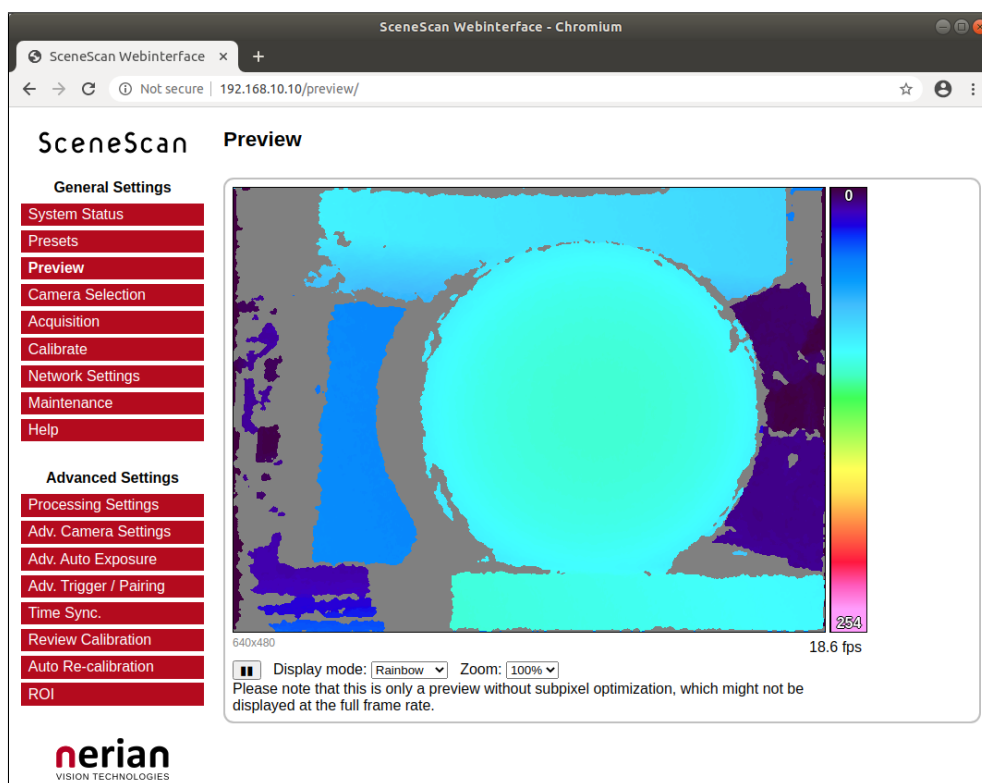 SceneScan Webinterface - Chromium
SceneScan Webinterface × +
Not secure | 192.168.10.10/preview/
SceneScan
Preview
General Settings
System Status
Presets
Preview
Camera Selection
Acquisition
Calibrate
Network Settings
Maintenance
Help
Advanced Settings
Processing Settings
Adv. Camera Settings
Adv. Auto Exposure
Adv. Trigger / Pairing
Time Sync.
Review Calibration
Auto Re-calibration
ROI
nerian
VISION TECHNOLOGIES
0
254
640x480
18.6 fps
Display mode: Rainbow Zoom: 100%
Please note that this is only a preview without subpixel optimization, which might not be
displayed at the full frame rate.